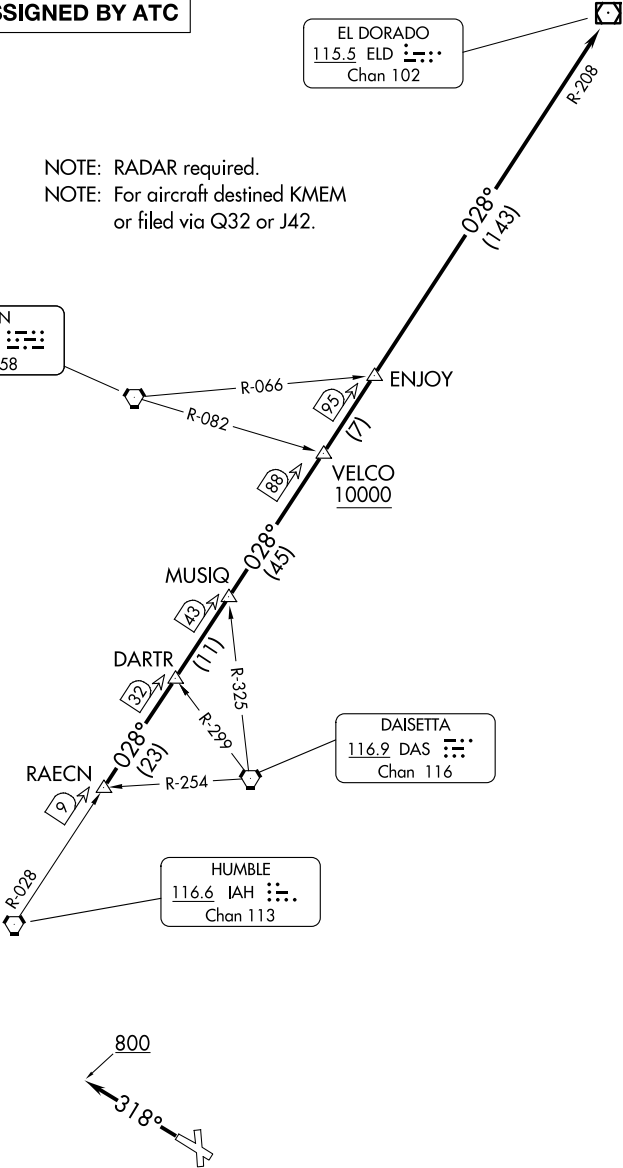 SSIGNED BY ATC
EL DORADO
115.5 ELD
Chan 102
R-208
NOTE: RADAR required.
NOTE: For aircraft destined KMEM
or filed via Q32 or J42.
028°
(143)
N
58
R-066
ENJOY
95
R-082
(7)
88
VELCO
10000
028°
(45)
MUSIQ
43
(11)
DARTR
R-325
32
R-299
028°
(23)
DAISETTA
116.9 DAS
Chan 116
RAECN
R-254
9
R-028
HUMBLE
116.6 IAH
Chan 113
800
318°